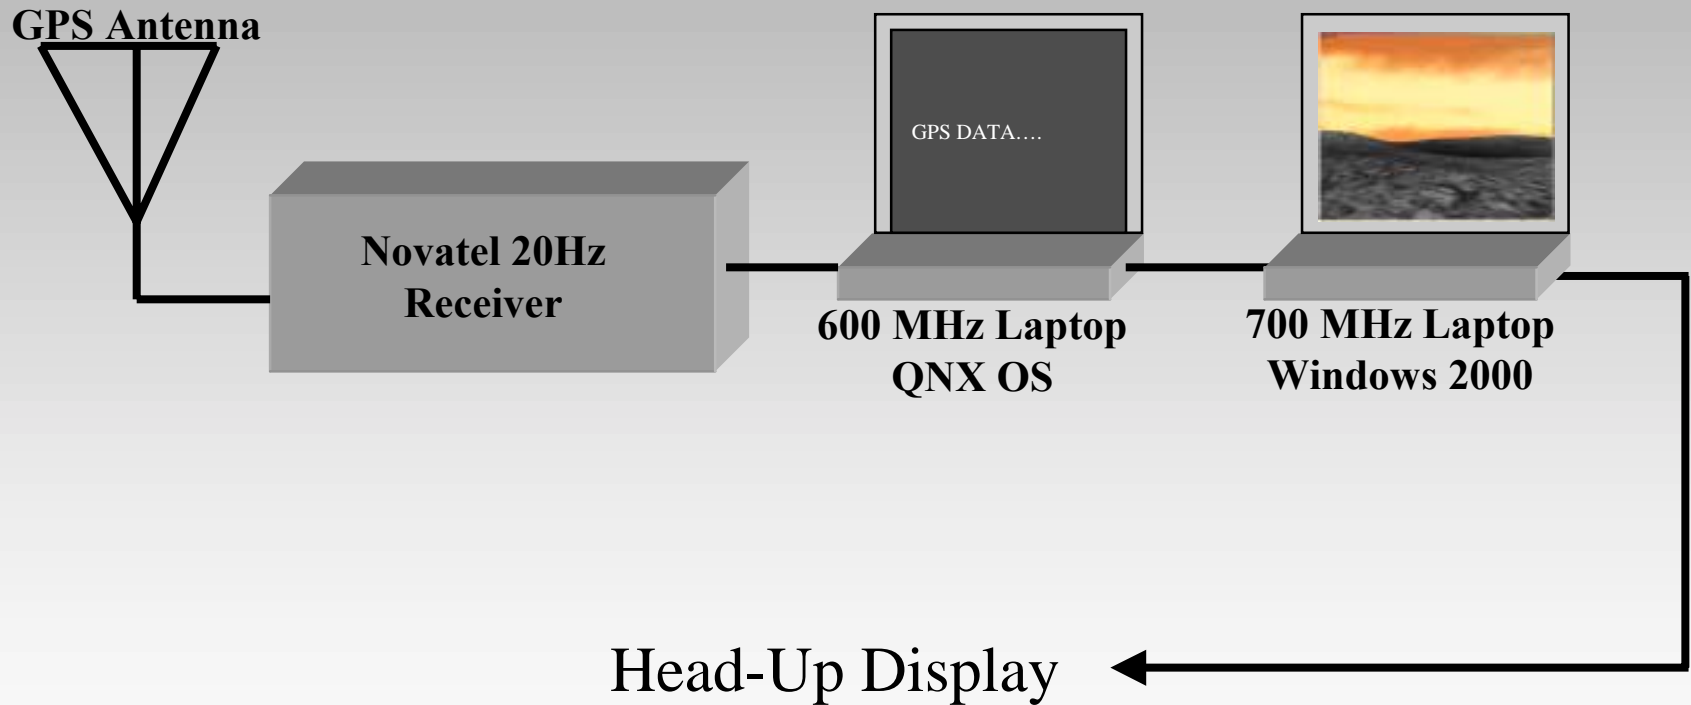 GPS Antenna
GPS DATA....
Novatel 20Hz
Receiver
600 MHz Laptop
QNX OS
700 MHz Laptop
Windows 2000
Head-Up Display